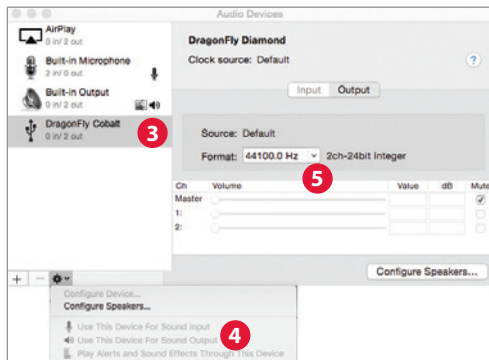 Audio Devices
AirPlay
0 in/ 2 out
Built-in Microphone
2 in/ 0 out
Built-in Output
0 in/ 2 out
DragonFly Cobalt
0 in/ 2 out
3
DragonFly Diamond
Clock source: Default
?
Input Output
Source: Default
Format: 44100.0 Hz 2ch-24bit Integer
5
Ch Volume Value dB Mute
Master
1:
2:
+ −
Configure Speakers...
Configure Device...
Configure Speakers...
Use This Device For Sound Input
Use This Device For Sound Output
4
Play Alerts and Sound Effects Through This Device